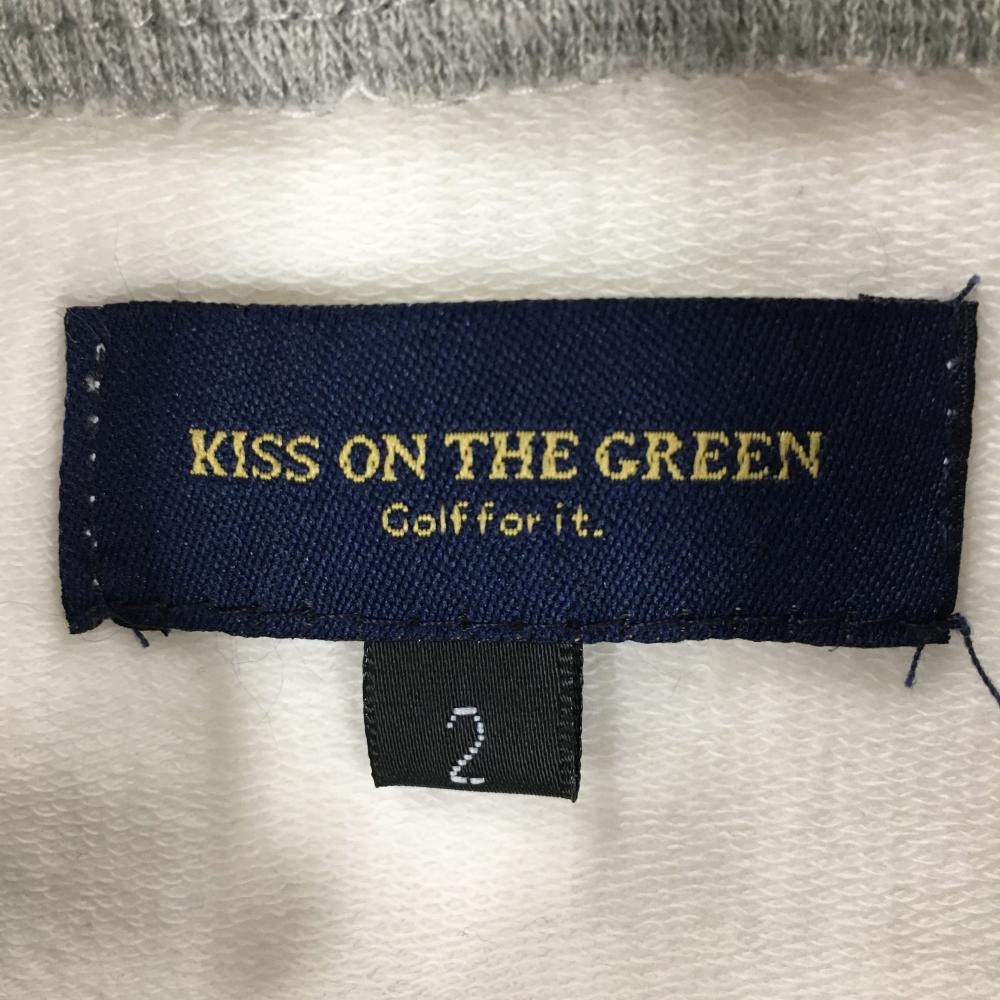 KISS ON THE GREEN
Golf for it.
2